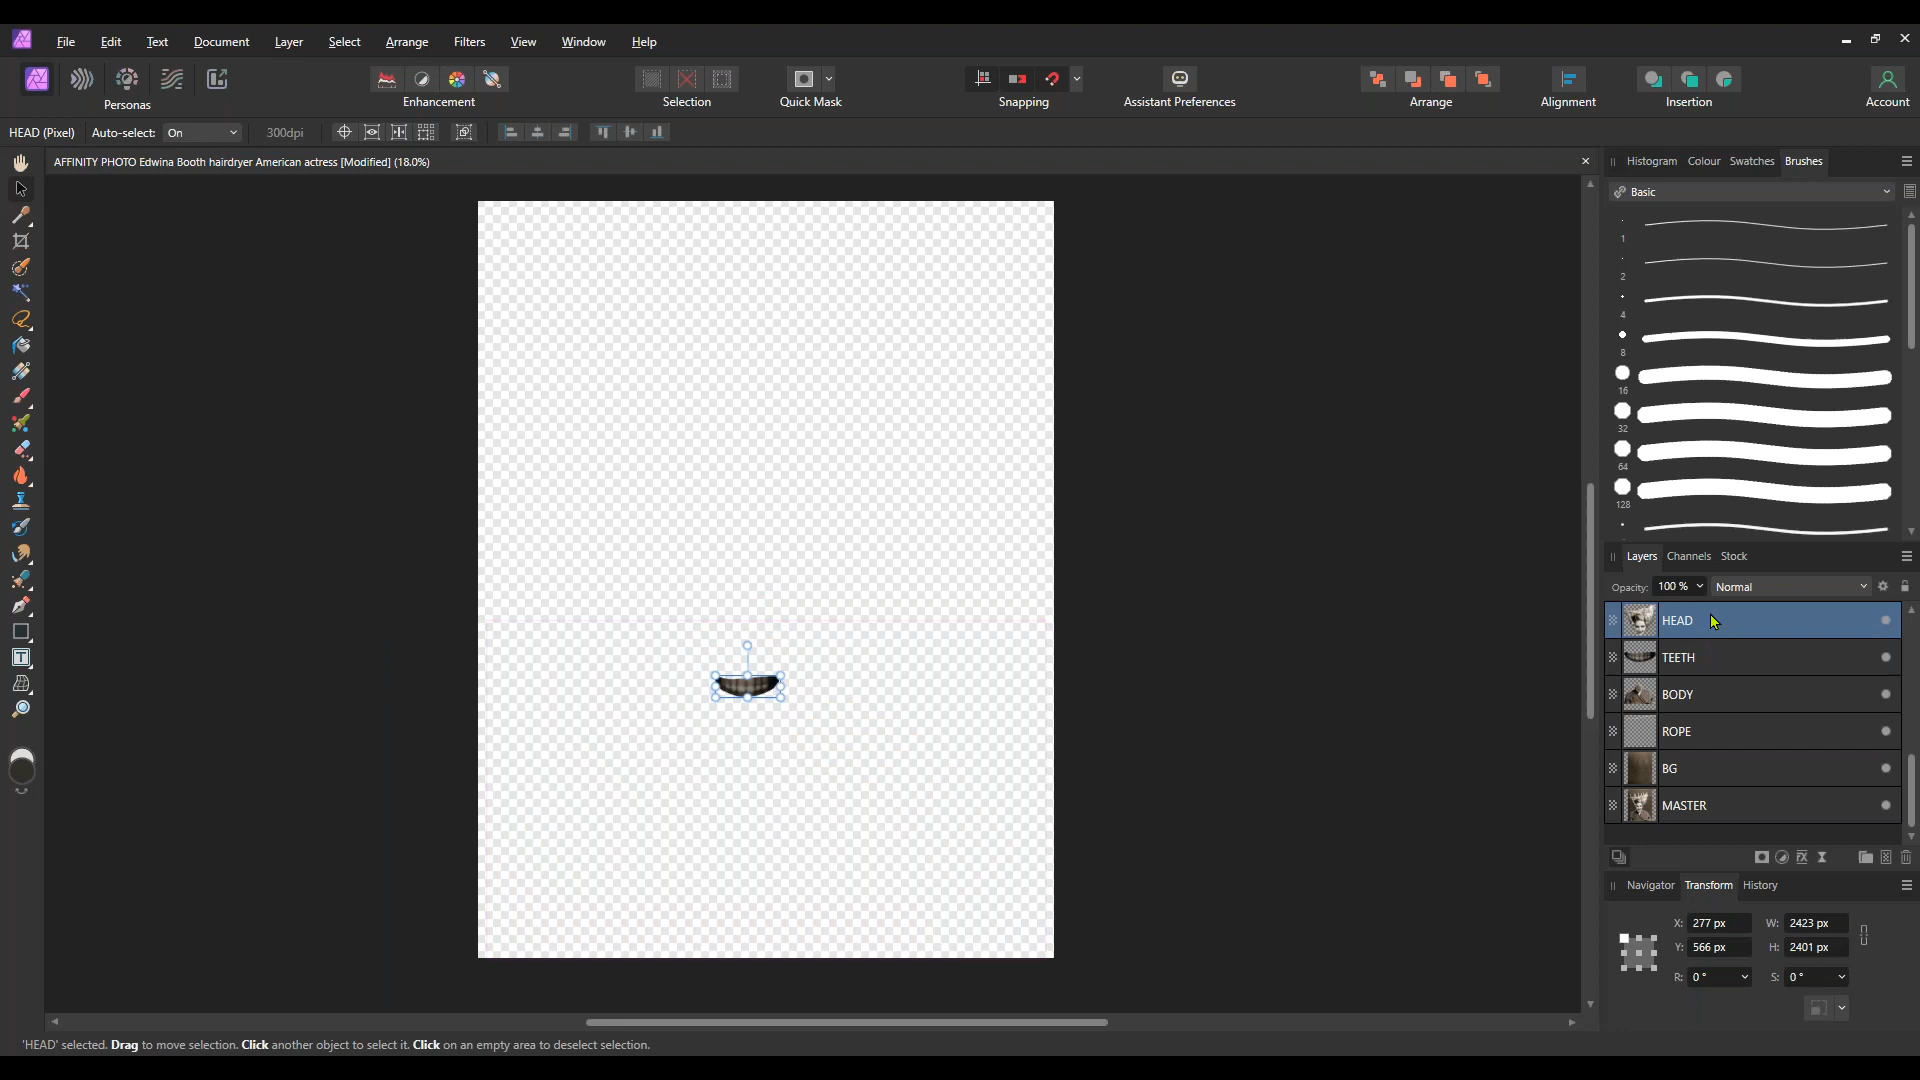 File Edit Text Document Layer Select Arrange Filters View Window Help
Personas Enhancement Selection Quick Mask Snapping Assistant Preferences Arrange Alignment Insertion Account
HEAD (Pixel) Auto-select: On 300dpi
AFFINITY PHOTO Edwina Booth hairdryer American actress [Modified] (18.0%)
Histogram Colour Swatches Brushes
Basic
1
2
4
8
16
32
64
128
Layers Channels Stock
Opacity: 100 % Normal
HEAD
TEETH
BODY
ROPE
BG
MASTER
Navigator Transform History
X: 277 px W: 2423 px
Y: 566 px H: 2401 px
R: 0 ° S: 0 °
'HEAD' selected. Drag to move selection. Click another object to select it. Click on an empty area to deselect selection.